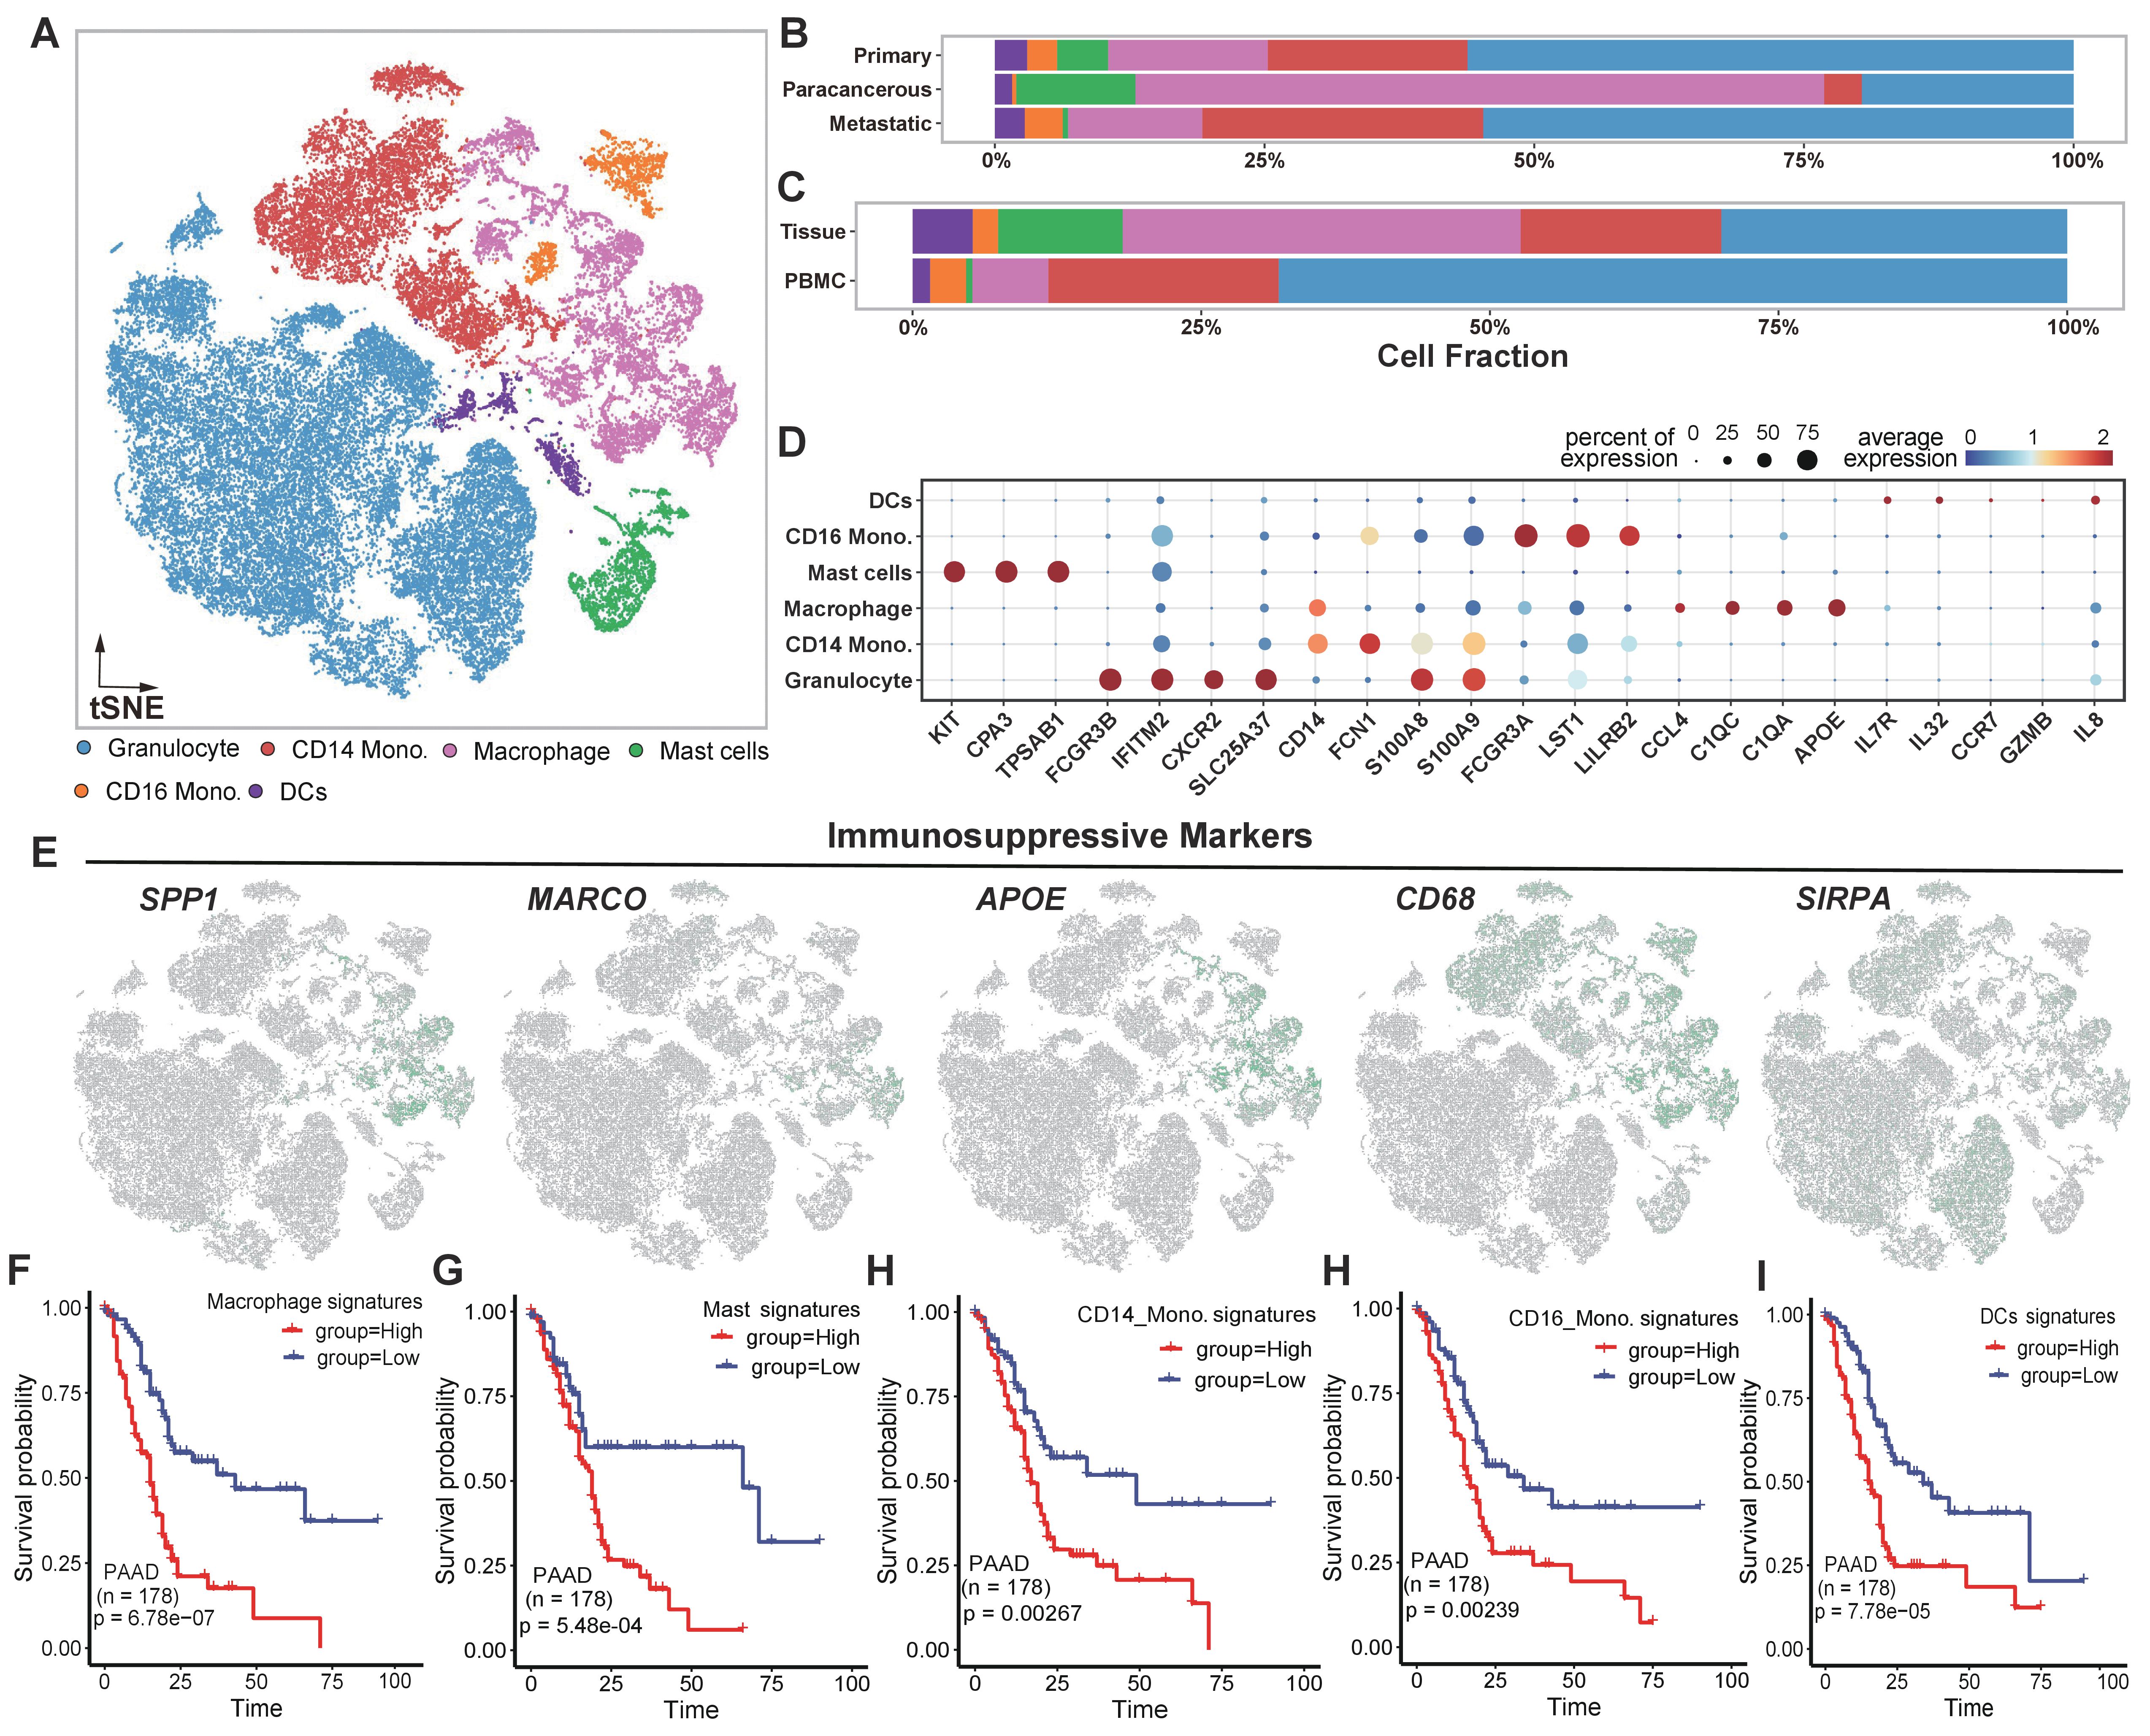 A
tSNE
Granulocyte
CD14 Mono.
Macrophage
Mast cells
CD16 Mono.
DCs
B
Primary
Paracancerous
Metastatic
0% 25% 50% 75% 100%
C
Tissue
PBMC
0% 25% 50% 75% 100%
Cell Fraction
D
percent of expression
0 25 50 75
average expression
0 1 2
DCs
CD16 Mono.
Mast cells
Macrophage
CD14 Mono.
Granulocyte
KIT CPA3 TPSAB1 FCGR3B IFITM2 CXCR2 SLC25A37 CD14 FCN1 S100A8 S100A9 FCGR3A LST1 LILRB2 CCL4 C1QC C1QA APOE IL7R IL32 CCR7 GZMB IL8
Immunosuppressive Markers
E
SPP1 MARCO APOE CD68 SIRPA
F
Macrophage signatures
group=High
group=Low
Survival probability
1.00
0.75
0.50
0.25
0.00
PAAD
(n = 178)
p = 6.78e−07
0 25 50 75 100
Time
G
Mast signatures
group=High
group=Low
Survival probability
1.00
0.75
0.50
0.25
0.00
PAAD
(n = 178)
p = 5.48e-04
0 25 50 75 100
Time
H
CD14_Mono. signatures
group=High
group=Low
Survival probability
1.00
0.75
0.50
0.25
0.00
PAAD
(n = 178)
p = 0.00267
0 25 50 75 100
Time
H
CD16_Mono. signatures
group=High
group=Low
Survival probability
1.00
0.75
0.50
0.25
0.00
PAAD
(n = 178)
p = 0.00239
0 25 50 75 100
Time
I
DCs signatures
group=High
group=Low
Survival probability
1.00
0.75
0.50
0.25
0.00
PAAD
(n = 178)
p = 7.78e−05
0 25 50 75 100
Time